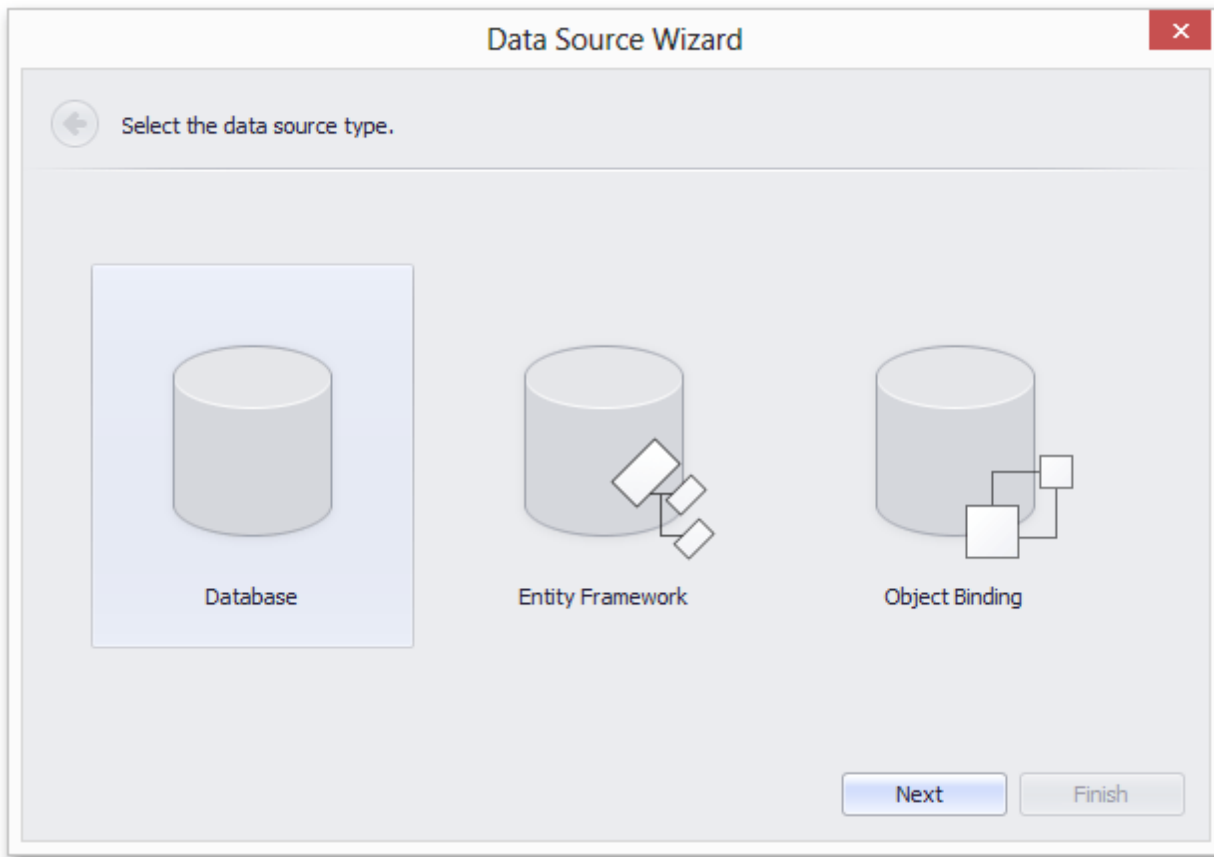 Data Source Wizard
Select the data source type.
Database
Entity Framework
Object Binding
Next
Finish